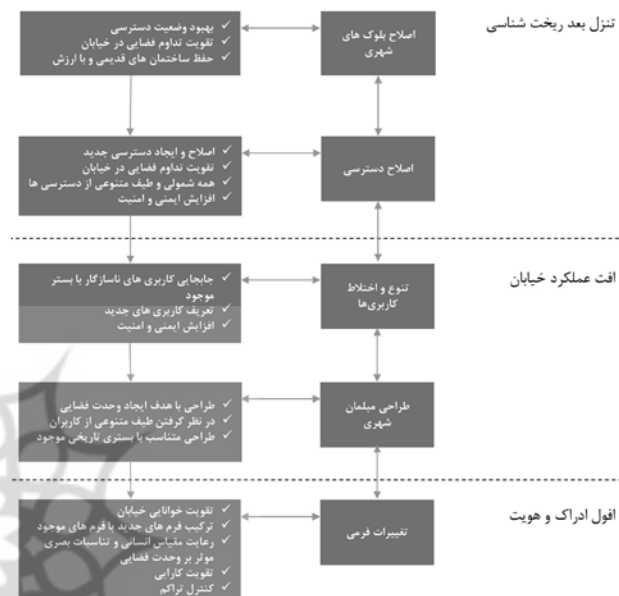 تنزل بعد ریخت شناسی
اصلاح بلوک های
شهری
✓ بهبود وضعیت دسترسی
✓ تقویت تداوم فضایی در خیابان
✓ حفظ ساختمان های قدیمی و با ارزش
اصلاح دسترسی
✓ اصلاح و ایجاد دسترسی جدید
✓ تقویت تداوم فضایی در خیابان
✓ همه شمولی و طیف متنوعی از دسترسی ها
✓ افزایش ایمنی و امنیت
افت عملکرد خیابان
تنوع و اختلاط
کاربری‌ها
✓ جابجایی کاربری های ناسازگار با بستر
موجود
✓ تعریف کاربری های جدید
✓ افزایش ایمنی و امنیت
طراحی مبلمان
شهری
✓ طراحی با هدف ایجاد وحدت فضایی
✓ در نظر گرفتن طیف متنوعی از کاربران
✓ طراحی متناسب با بستری تاریخی موجود
افول ادراک و هویت
تغییرات فرمی
✓ تقویت خوانایی خیابان
✓ ترکیب فرم های جدید با فرم های موجود
✓ رعایت مقیاس انسانی و تناسبات بصری
موثر بر وحدت فضایی
✓ تقویت کارایی
✓ کنترل تراکم